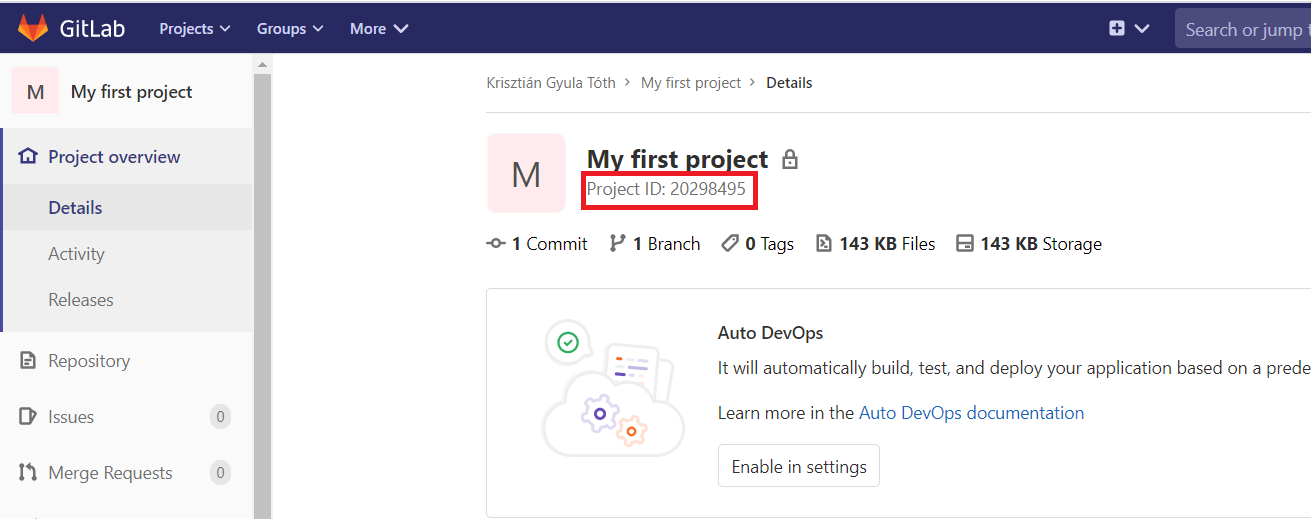 GitLab Projects Groups More Search or jump t
M My first project
Project overview
Details
Activity
Releases
Repository
Issues 0
Merge Requests 0
Krisztián Gyula Tóth > My first project > Details
M
My first project
Project ID: 20298495
1 Commit 1 Branch 0 Tags 143 KB Files 143 KB Storage
Auto DevOps
It will automatically build, test, and deploy your application based on a prede
Learn more in the Auto DevOps documentation
Enable in settings